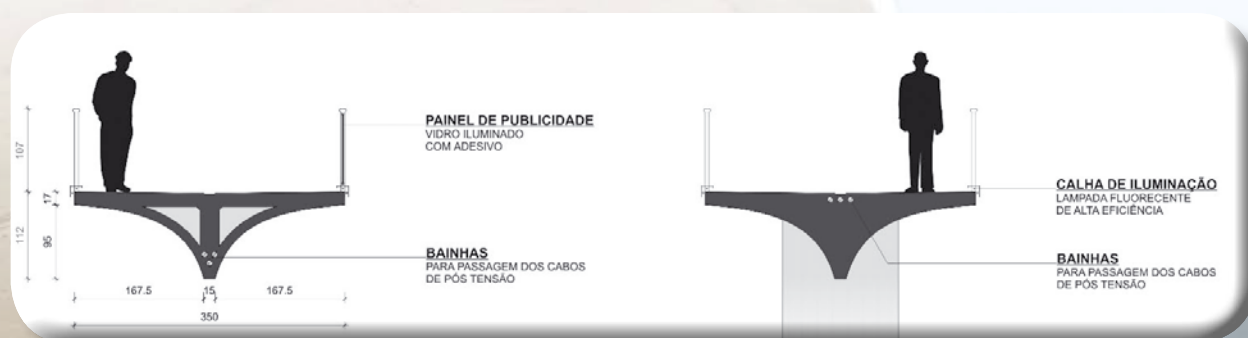 PAINEL DE PUBLICIDADE
VIDRO ILUMINADO
COM ADESIVO
BAINHAS
PARA PASSAGEM DOS CABOS
DE PÓS TENSÃO
107
17
112
95
167.5
15
167.5
350
CALHA DE ILUMINAÇÃO
LAMPADA FLUORECENTE
DE ALTA EFICIÊNCIA
BAINHAS
PARA PASSAGEM DOS CABOS
DE PÓS TENSÃO